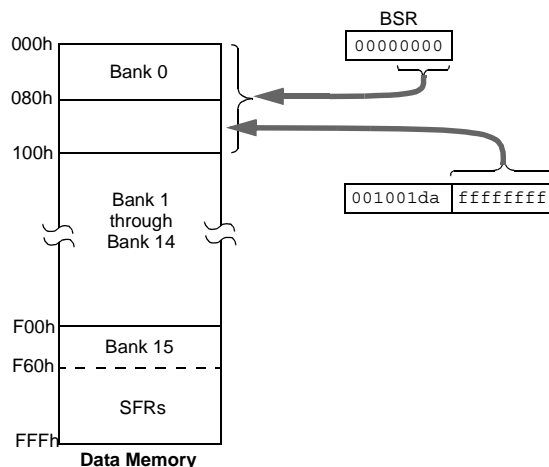 BSR
00000000
000h
Bank 0
080h
100h
001001da ffffffff
Bank 1
through
Bank 14
F00h
Bank 15
F60h
SFRs
FFFh
Data Memory